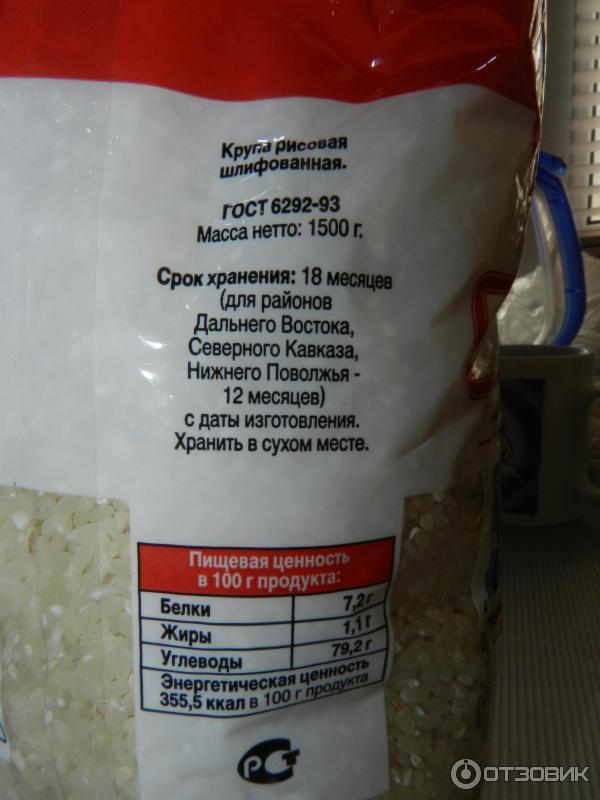 Крупа рисовая
шлифованная.
ГОСТ 6292-93
Масса нетто: 1500 г.
Срок хранения: 18 месяцев
(для районов
Дальнего Востока,
Северного Кавказа,
Нижнего Поволжья -
12 месяцев)
с даты изготовления.
Хранить в сухом месте.
Пищевая ценность
в 100 г продукта:
Белки 7,2 г
Жиры 1,1 г
Углеводы 79,2 г
Энергетическая ценность
355,5 ккал в 100 г продукта
РСТ
ОТЗОВИК